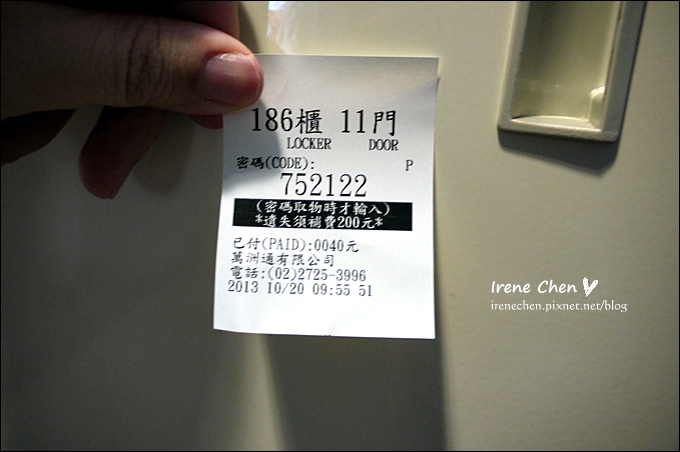 186櫃 11門
LOCKER DOOR
密碼(CODE): P
752122
(密碼取物時才輸入)
*遺失須補費200元*
已付(PAID):0040元
萬洲通有限公司
電話:(02)2725-3996
2013 10/20 09:55 51
Irene Chen
irenechen.pixnet.net/blog